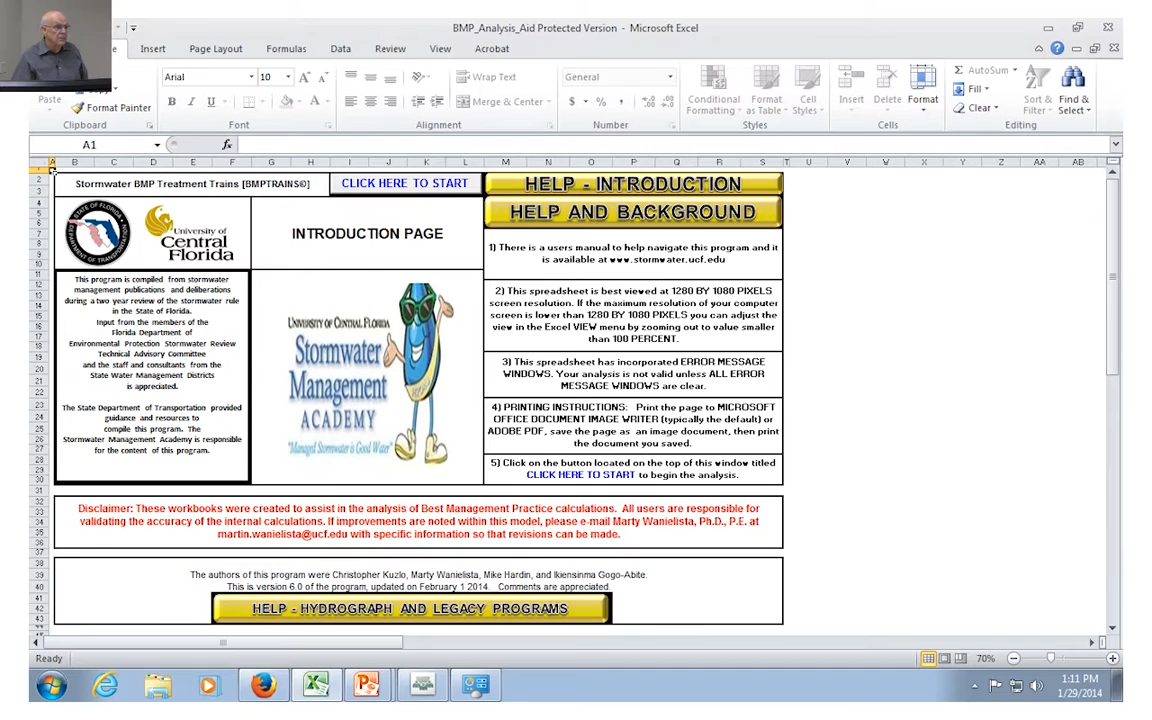 BMP_Analysis_Aid Protected Version - Microsoft Excel
Insert
Page Layout
Formulas
Data
Review
View
Acrobat
Paste
Format Painter
Clipboard
Arial
10
B I U
A
Font
Wrap Text
Merge & Center
Alignment
General
$ % ,
Number
Conditional Formatting
Format as Table
Cell Styles
Styles
Insert
Delete
Format
Cells
AutoSum
Fill
Clear
Sort & Filter
Find & Select
Editing
A1
fx
A B C D E F G H I J K L M N O P Q R S T U V W X Y Z AA AB
Stormwater BMP Treatment Trains [BMPTRAINS©]
CLICK HERE TO START
HELP - INTRODUCTION
HELP AND BACKGROUND
STATE OF FLORIDA
University of
Central
Florida
INTRODUCTION PAGE
1) There is a users manual to help navigate this program and it
is available at www.stormwater.ucf.edu
This program is compiled from stormwater
management publications and deliberations
during a two year review of the stormwater rule
in the State of Florida.
Input from the members of the
Florida Department of
Environmental Protection Stormwater Review
Technical Advisory Committee
and the staff and consultants from the
State Water Management Districts
is appreciated.
The State Department of Transportation provided
guidance and resources to
compile this program. The
Stormwater Management Academy is responsible
for the content of this program.
UNIVERSITY OF CENTRAL FLORIDA
Stormwater
Management
ACADEMY
"Managed Stormwater is Good Water"
2) This spreadsheet is best viewed at 1280 BY 1080 PIXELS
screen resolution. If the maximum resolution of your computer
screen is lower than 1280 BY 1080 PIXELS you can adjust the
view in the Excel VIEW menu by zooming out to value smaller
than 100 PERCENT.
3) This spreadsheet has incorporated ERROR MESSAGE
WINDOWS. Your analysis is not valid unless ALL ERROR
MESSAGE WINDOWS are clear.
4) PRINTING INSTRUCTIONS: Print the page to MICROSOFT
OFFICE DOCUMENT IMAGE WRITER (typically the default) or
ADOBE PDF, save the page as an image document, then print
the document you saved.
5) Click on the button located on the top of this window titled
CLICK HERE TO START to begin the analysis.
Disclaimer: These workbooks were created to assist in the analysis of Best Management Practice calculations. All users are responsible for
validating the accuracy of the internal calculations. If improvements are noted within this model, please e-mail Marty Wanielista, Ph.D., P.E. at
martin.wanielista@ucf.edu with specific information so that revisions can be made.
The authors of this program were Christopher Kuzlo, Marty Wanielista, Mike Hardin, and Ikiensinma Gogo-Abite.
This is version 6.0 of the program, updated on February 1 2014. Comments are appreciated.
HELP - HYDROGRAPH AND LEGACY PROGRAMS
Ready
70%
1:11 PM
1/29/2014